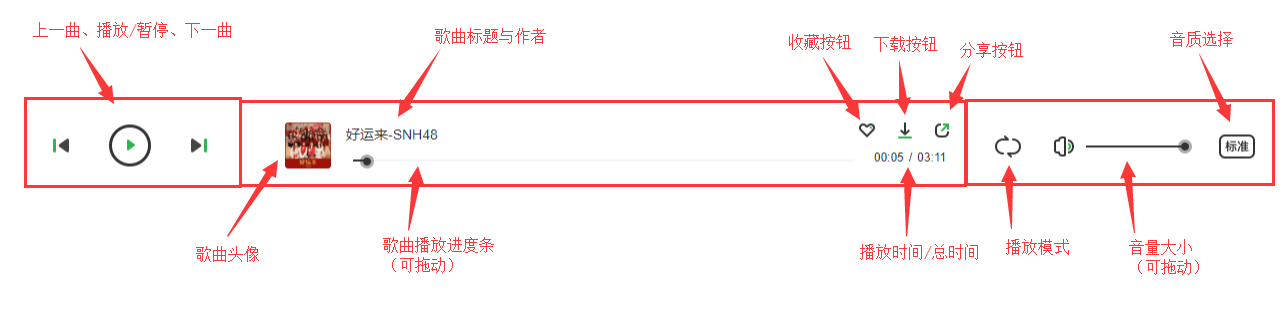 上一曲、播放/暂停、下一曲
歌曲标题与作者
收藏按钮
下载按钮
分享按钮
音质选择
好运来-SNH48
00:05 / 03:11
标准
歌曲头像
歌曲播放进度条
（可拖动）
播放时间/总时间
播放模式
音量大小
（可拖动）